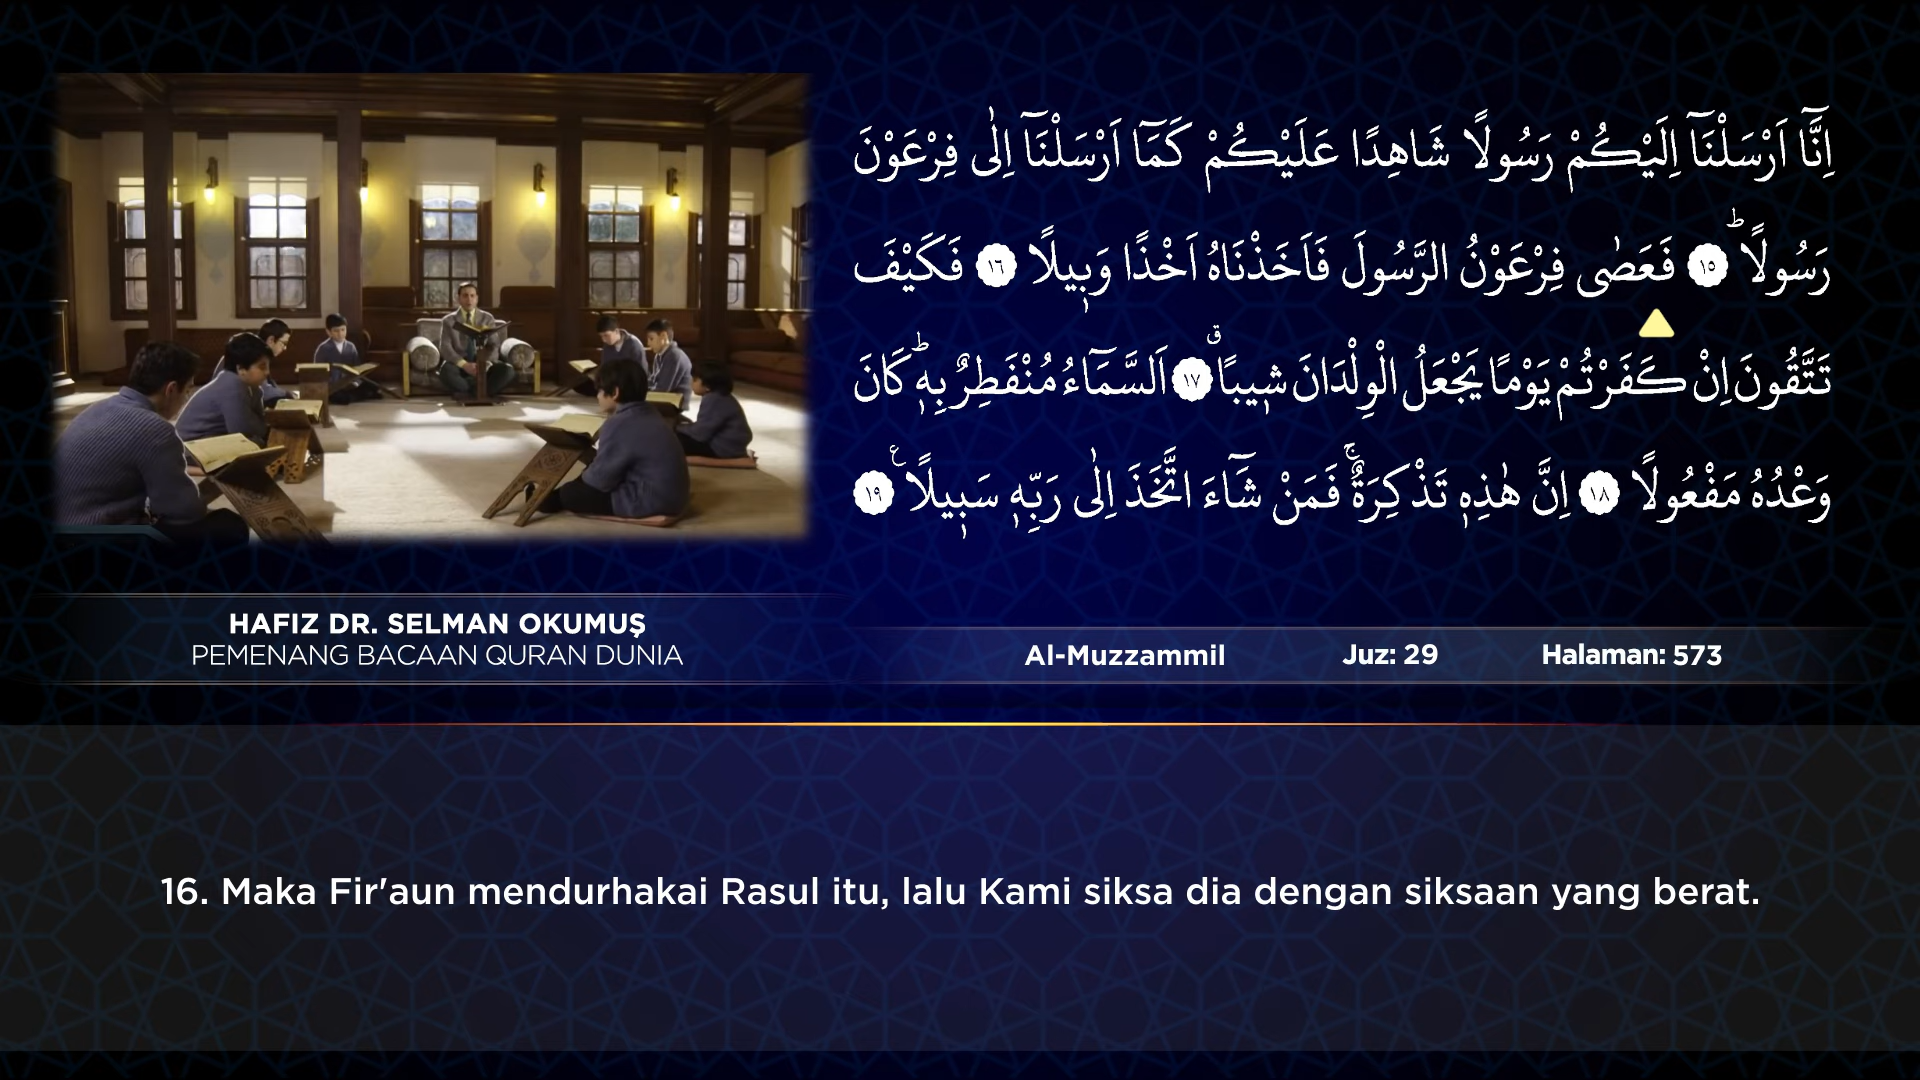 اِنَّٓا اَرْسَلْنَٓا اِلَيْكُمْ رَسُولًا شَاهِدًا عَلَيْكُمْ كَمَٓا اَرْسَلْنَٓا اِلٰى فِرْعَوْنَ
رَسُولًاۜ ﴿١٥﴾ فَعَصٰى فِرْعَوْنُ الرَّسُولَ فَاَخَذْنَاهُ اَخْذًا وَب۪يلًا ﴿١٦﴾ فَكَيْفَ
تَتَّقُونَ اِنْ كَفَرْتُمْ يَوْمًا يَجْعَلُ الْوِلْدَانَ ش۪يبًاۗ ﴿١٧﴾ اَلسَّمَٓاءُ مُنْفَطِرٌ بِه۪ۜ كَانَ
وَعْدُهُ مَفْعُولًا ﴿١٨﴾ اِنَّ هٰذِه۪ تَذْكِرَةٌۚ فَمَنْ شَٓاءَ اتَّخَذَ اِلٰى رَبِّه۪ سَب۪يلًا۟ ﴿١٩﴾
HAFIZ DR. SELMAN OKUMUŞ
PEMENANG BACAAN QURAN DUNIA
Al-Muzzammil Juz: 29 Halaman: 573
16. Maka Fir'aun mendurhakai Rasul itu, lalu Kami siksa dia dengan siksaan yang berat.